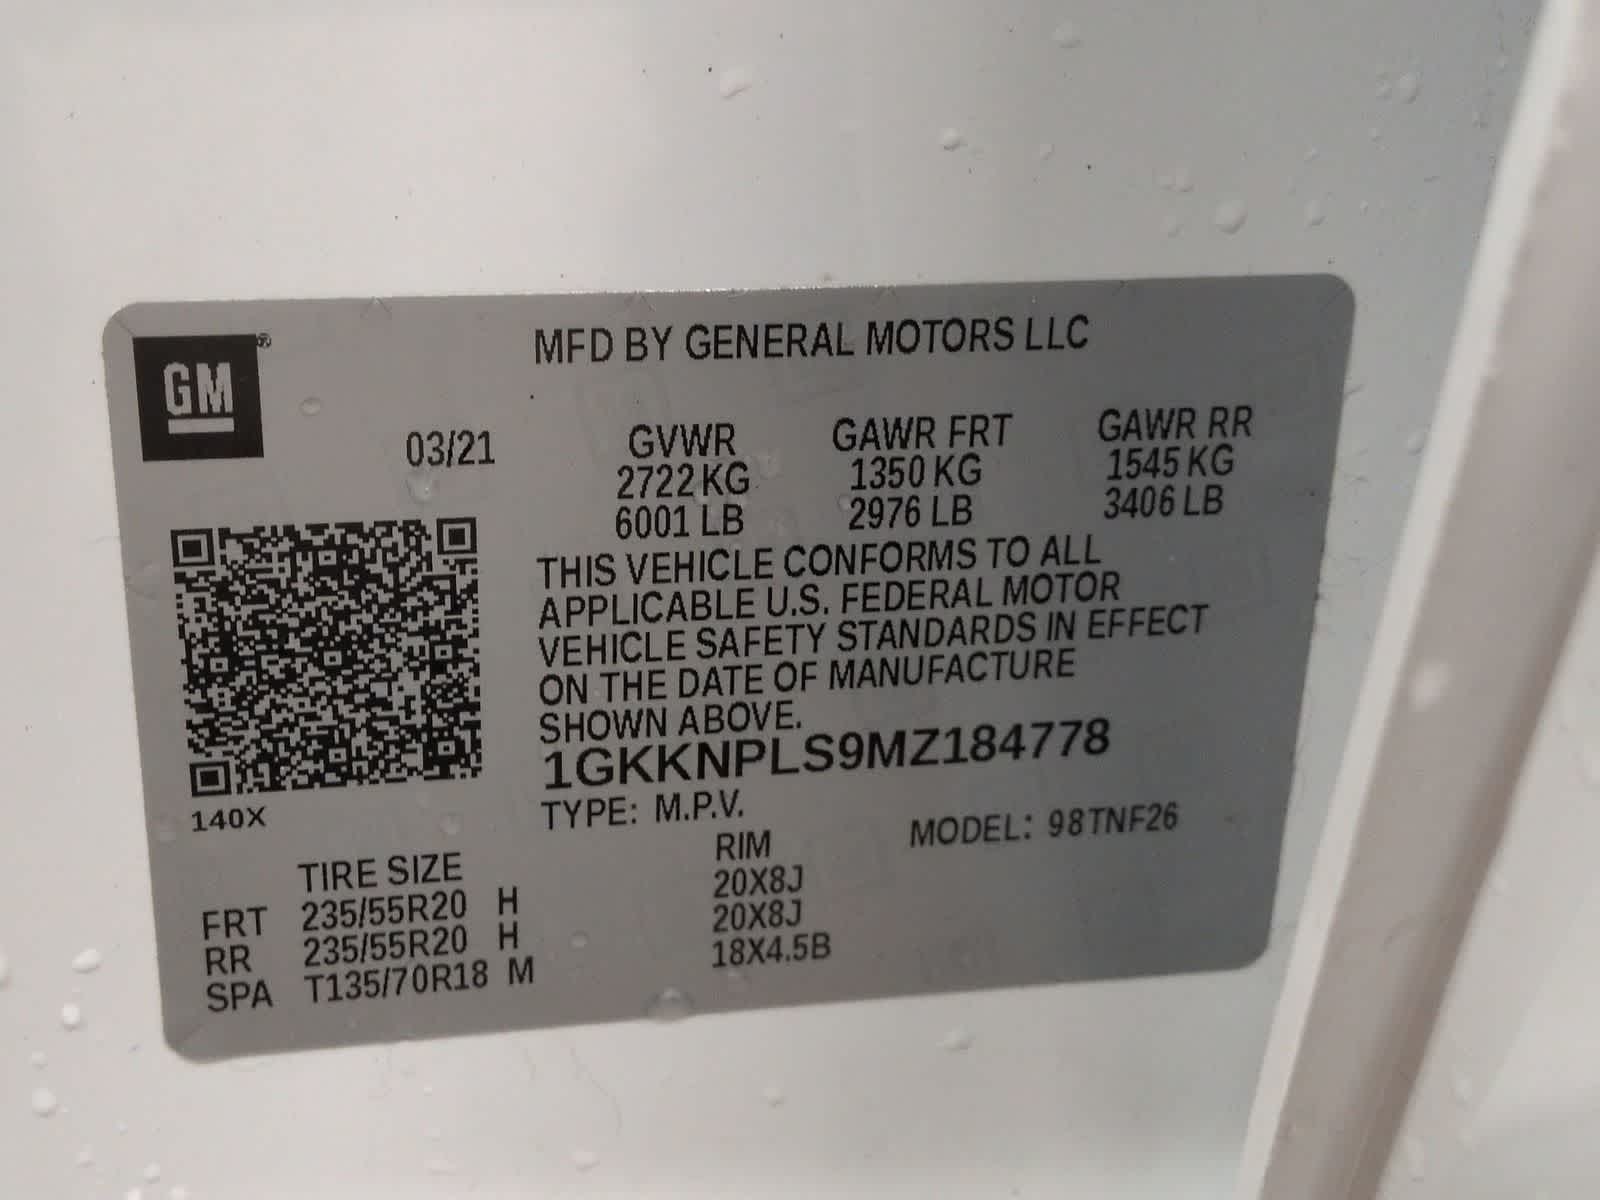 GM®
MFD BY GENERAL MOTORS LLC
03/21
GVWR GAWR FRT GAWR RR
2722 KG 1350 KG 1545 KG
6001 LB 2976 LB 3406 LB
THIS VEHICLE CONFORMS TO ALL
APPLICABLE U.S. FEDERAL MOTOR
VEHICLE SAFETY STANDARDS IN EFFECT
ON THE DATE OF MANUFACTURE
SHOWN ABOVE.
1GKKNPLS9MZ184778
140X
TYPE: M.P.V. MODEL: 98TNF26
TIRE SIZE RIM
FRT 235/55R20 H 20X8J
RR 235/55R20 H 20X8J
SPA T135/70R18 M 18X4.5B